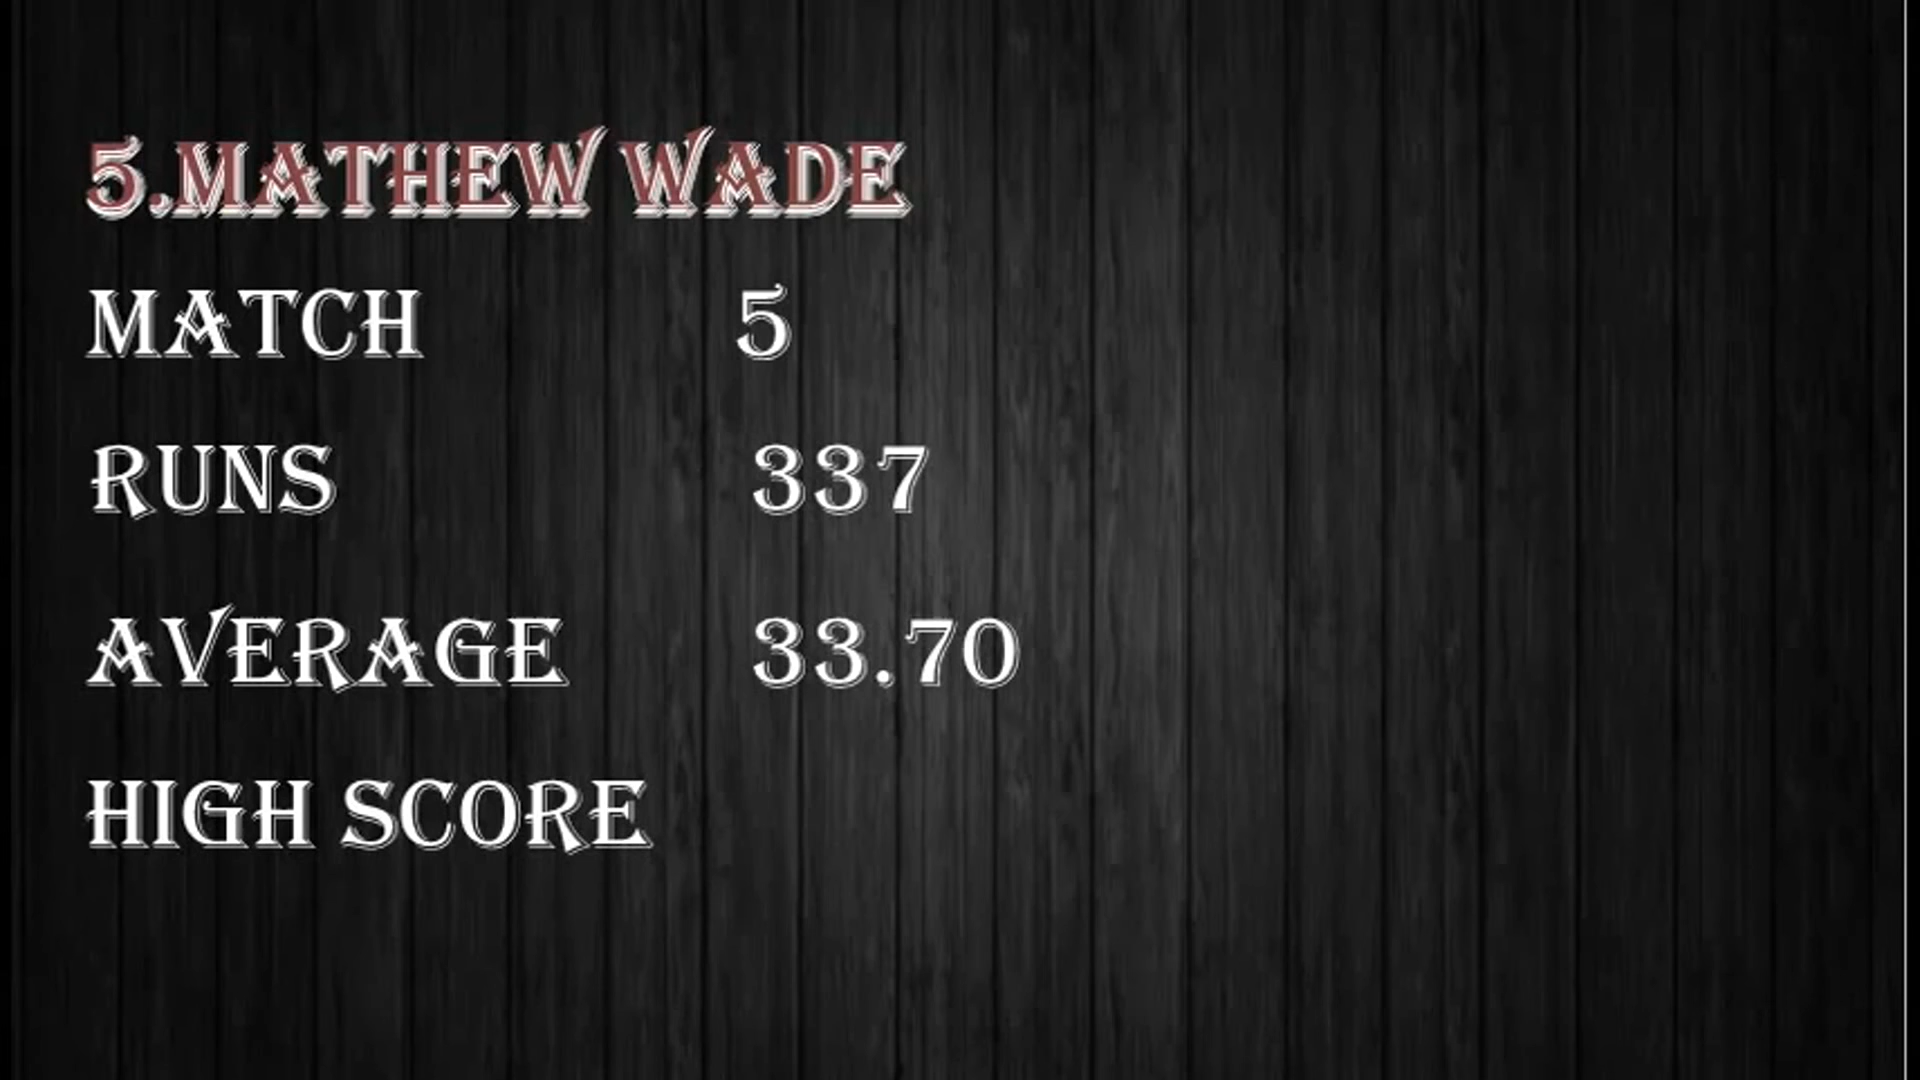 5.MATHEW WADE
MATCH 5
RUNS 337
AVERAGE 33.70
HIGH SCORE